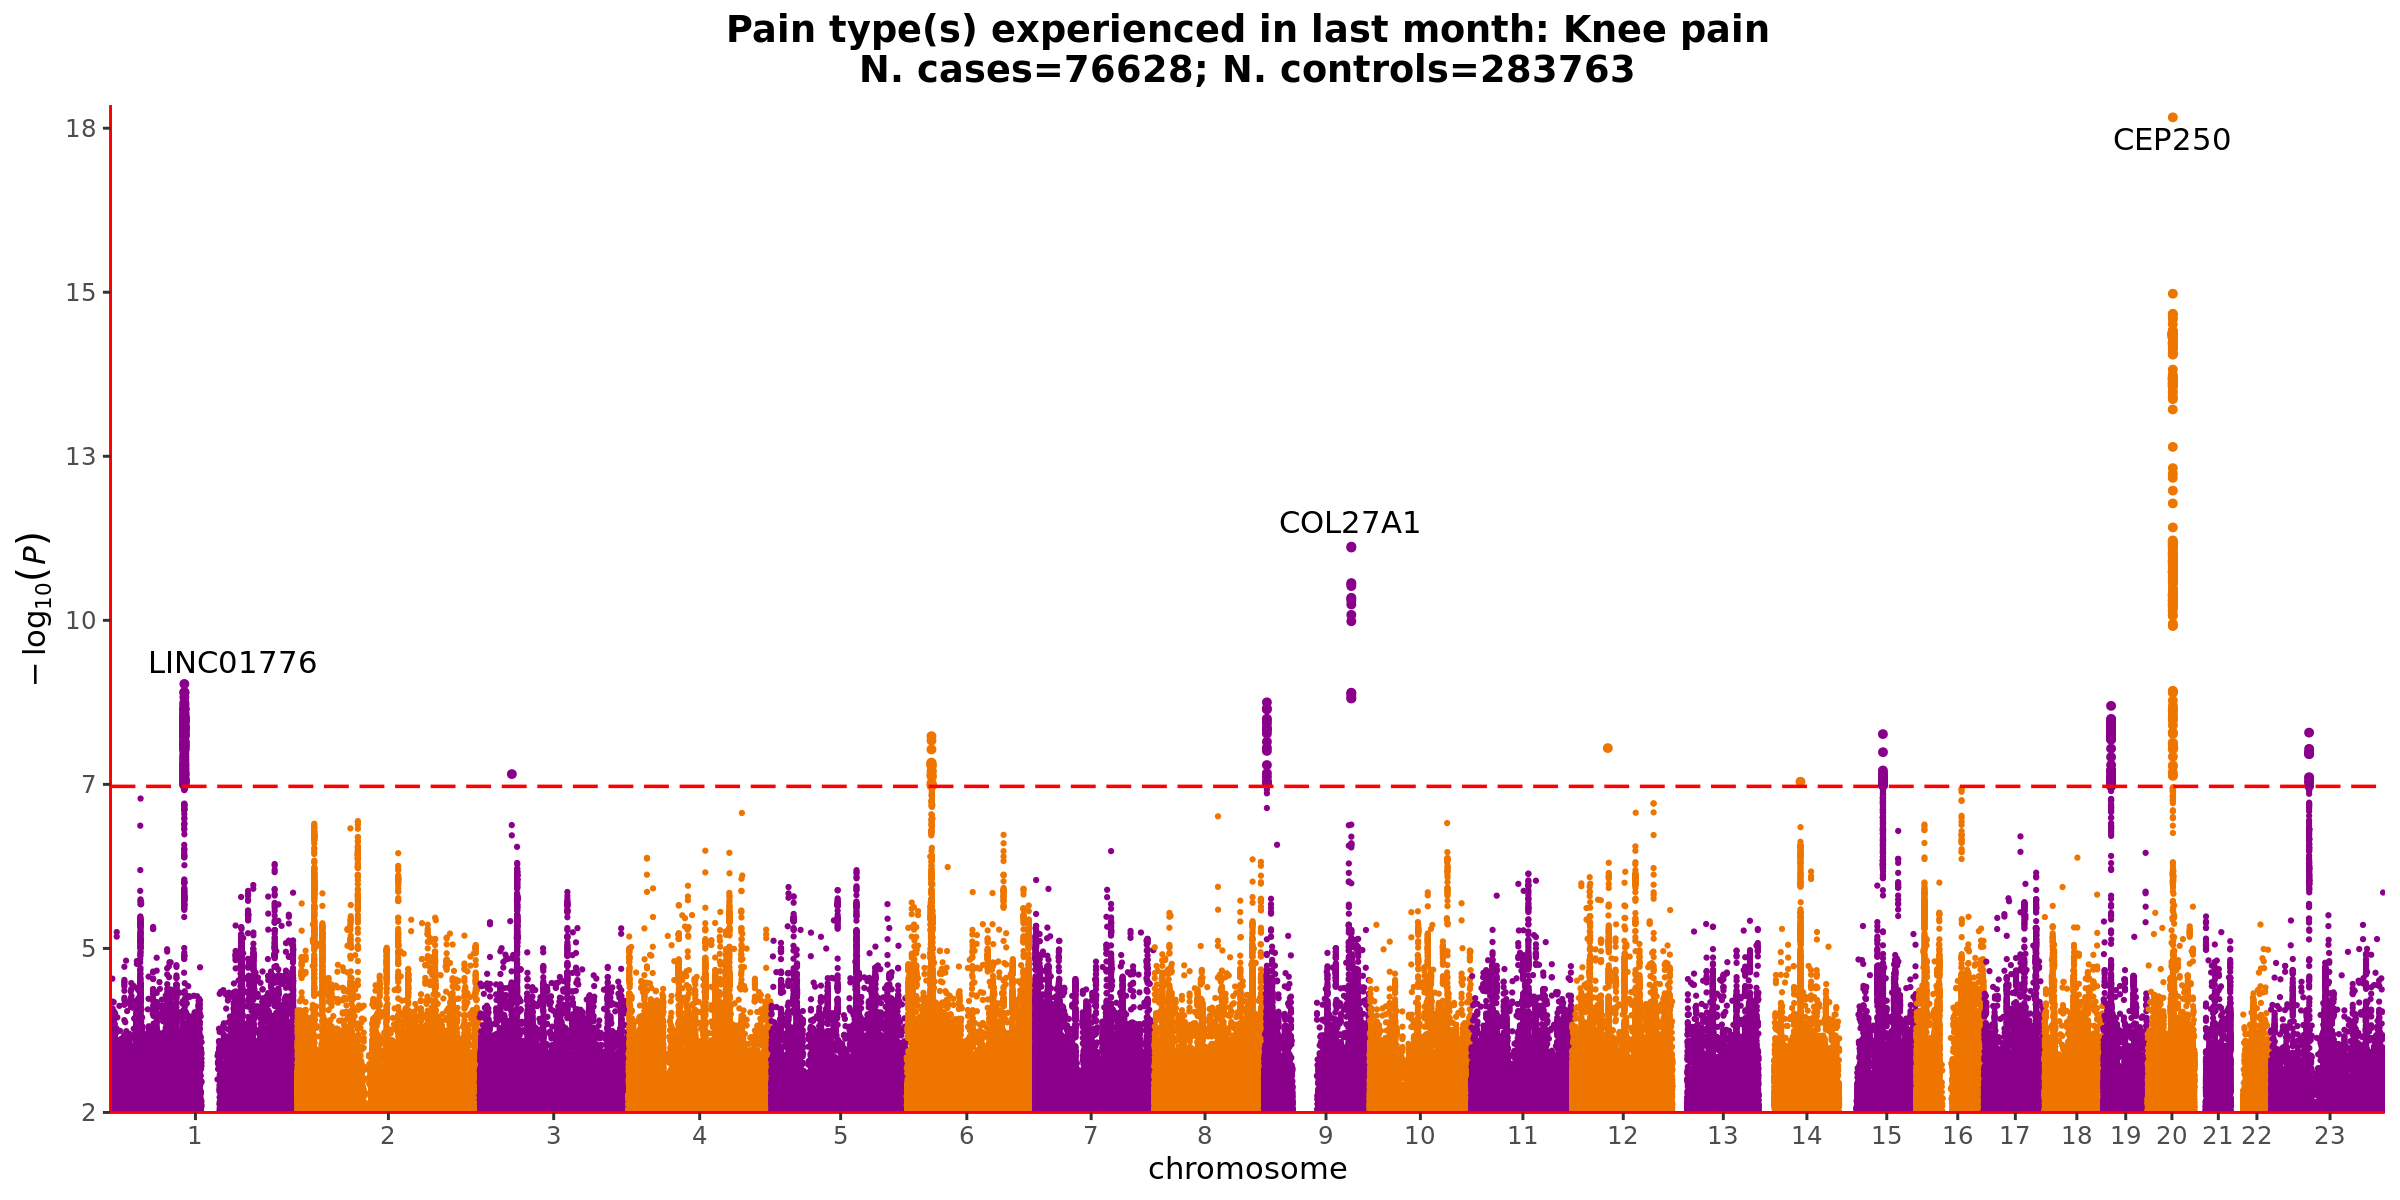 Pain type(s) experienced in last month: Knee pain
N. cases=76628; N. controls=283763
18
CEP250
15
13
COL27A1
10
LINC01776
7
5
2
−log10(P)
1 2 3 4 5 6 7 8 9 10 11 12 13 14 15 16 17 18 19 20 21 22 23
chromosome